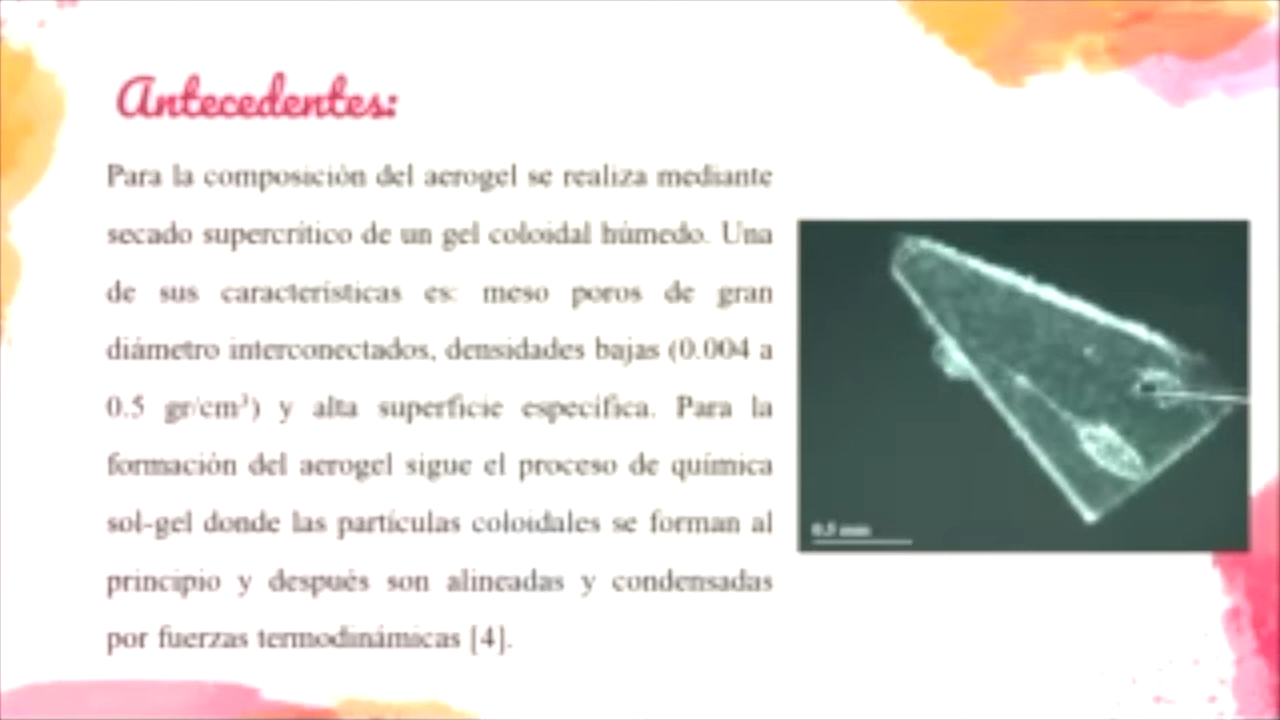 Antecedentes:
Para la composición del aerogel se realiza mediante
secado supercrítico de un gel coloidal húmedo. Una
de sus características es: meso poros de gran
diámetro interconectados, densidades bajas (0.004 a
0.5 gr/cm³) y alta superficie específica. Para la
formación del aerogel sigue el proceso de química
sol-gel donde las partículas coloidales se forman al
principio y después son alineadas y condensadas
por fuerzas termodinámicas [4].
0.5 mm